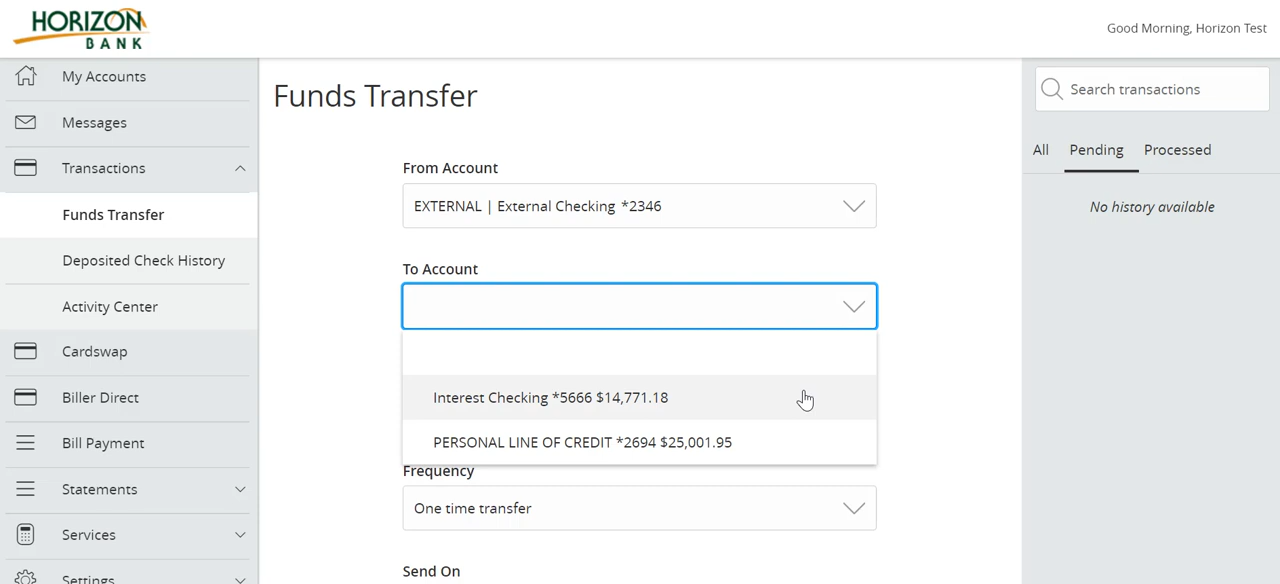 HORIZON
BANK
Good Morning, Horizon Test
My Accounts
Messages
Transactions
Funds Transfer
Deposited Check History
Activity Center
Cardswap
Biller Direct
Bill Payment
Statements
Services
Settings
Funds Transfer
From Account
EXTERNAL | External Checking *2346
To Account
Interest Checking *5666 $14,771.18
PERSONAL LINE OF CREDIT *2694 $25,001.95
Frequency
One time transfer
Send On
Search transactions
All Pending Processed
No history available